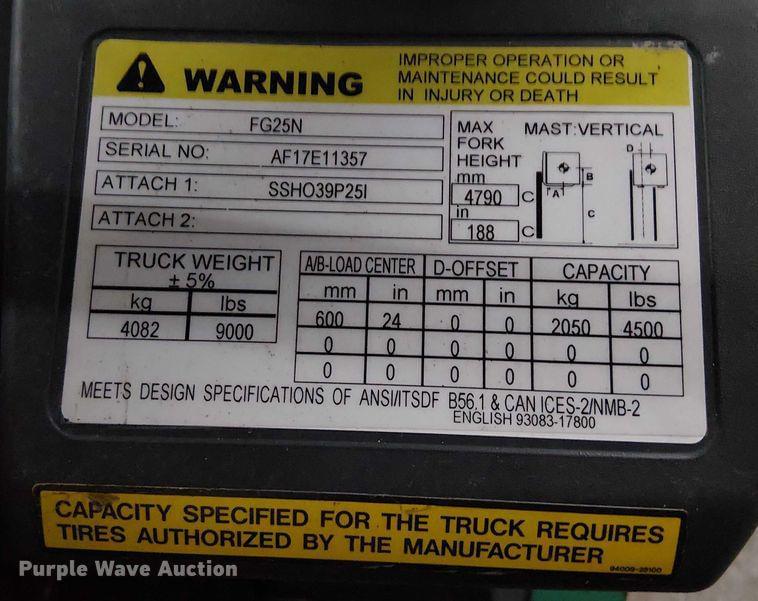 WARNING
IMPROPER OPERATION OR
MAINTENANCE COULD RESULT
IN INJURY OR DEATH
MODEL: FG25N
SERIAL NO: AF17E11357
ATTACH 1: SSHO39P25I
ATTACH 2:
MAX FORK HEIGHT
MAST:VERTICAL
mm
4790 C
in
188 C
D
B
A
C
TRUCK WEIGHT
± 5%
kg lbs
4082 9000
A/B-LOAD CENTER D-OFFSET CAPACITY
mm in mm in kg lbs
600 24 0 0 2050 4500
0 0 0 0 0 0
0 0 0 0 0 0
MEETS DESIGN SPECIFICATIONS OF ANSI/ITSDF B56.1 & CAN ICES-2/NMB-2
ENGLISH 93083-17800
CAPACITY SPECIFIED FOR THE TRUCK REQUIRES
TIRES AUTHORIZED BY THE MANUFACTURER
Purple Wave Auction